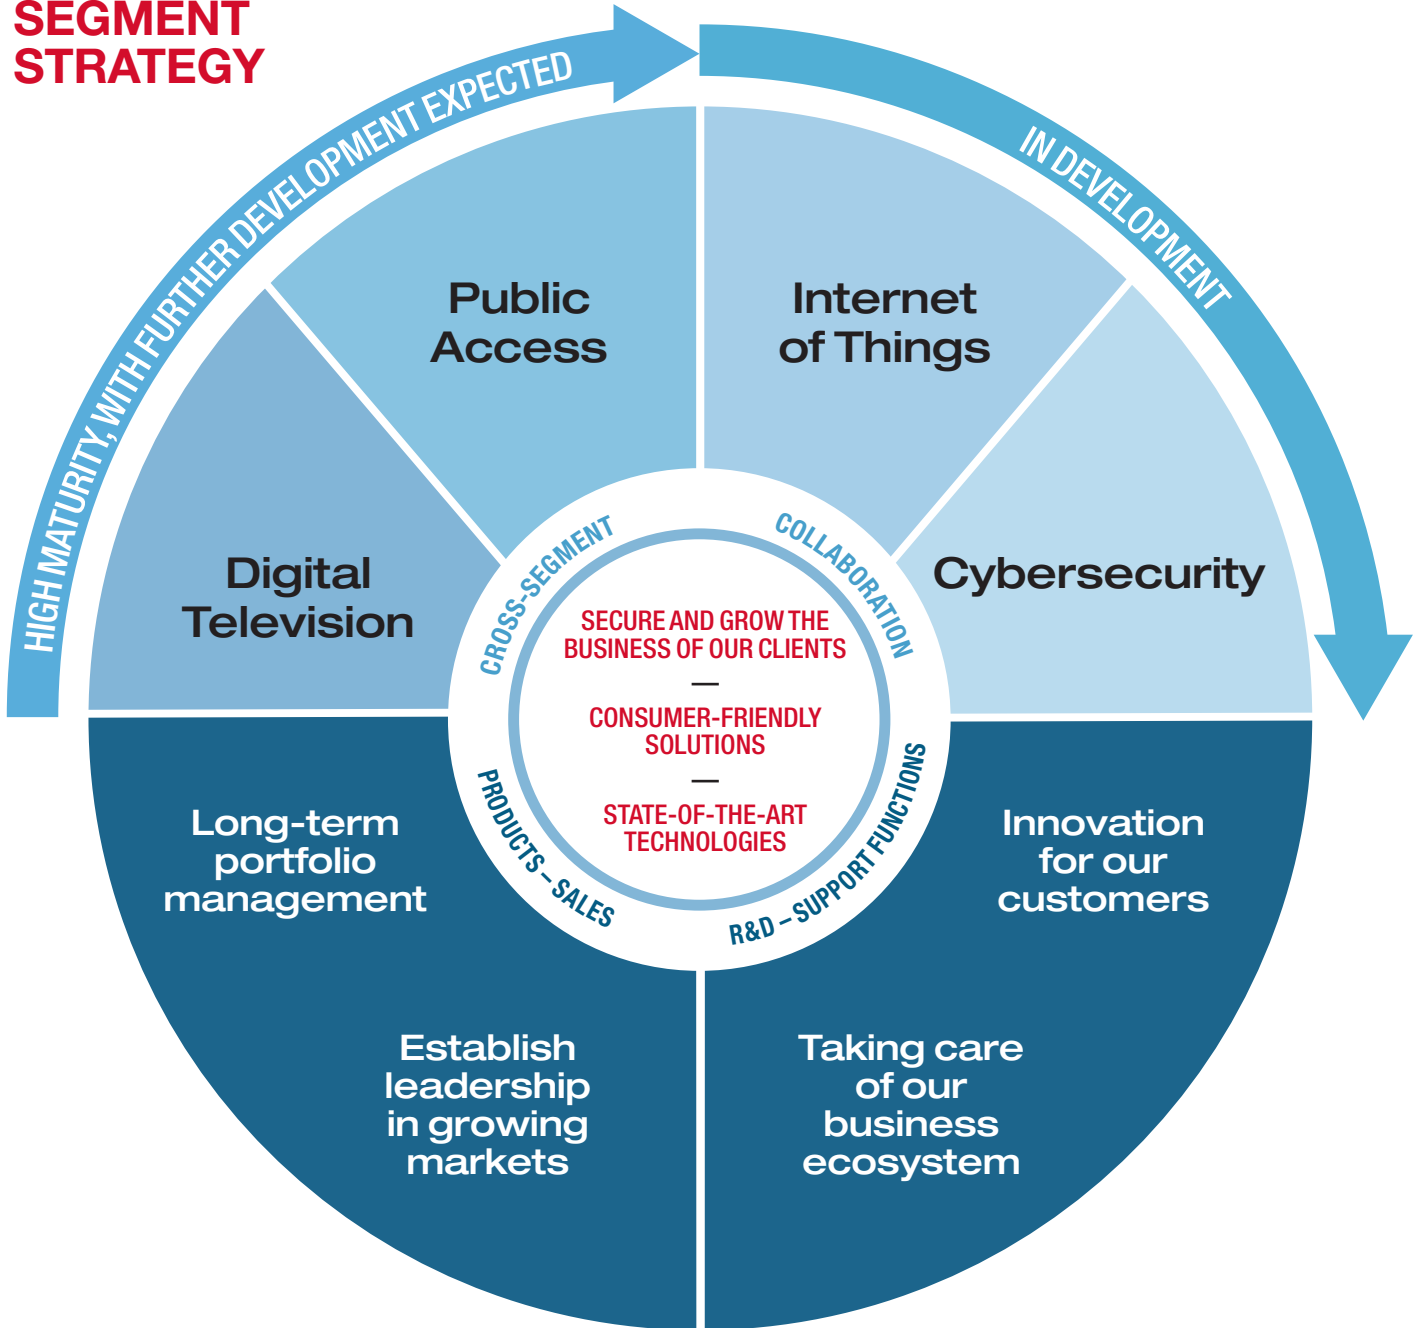 SEGMENT
STRATEGY
HIGH MATURITY, WITH FURTHER DEVELOPMENT EXPECTED
IN DEVELOPMENT
Public
Access
Internet
of Things
Digital
Television
Cybersecurity
CROSS-SEGMENT
COLLABORATION
SECURE AND GROW THE
BUSINESS OF OUR CLIENTS
—
CONSUMER-FRIENDLY
SOLUTIONS
—
STATE-OF-THE-ART
TECHNOLOGIES
PRODUCTS – SALES
R&D – SUPPORT FUNCTIONS
Long-term
portfolio
management
Innovation
for our
customers
Establish
leadership
in growing
markets
Taking care
of our
business
ecosystem